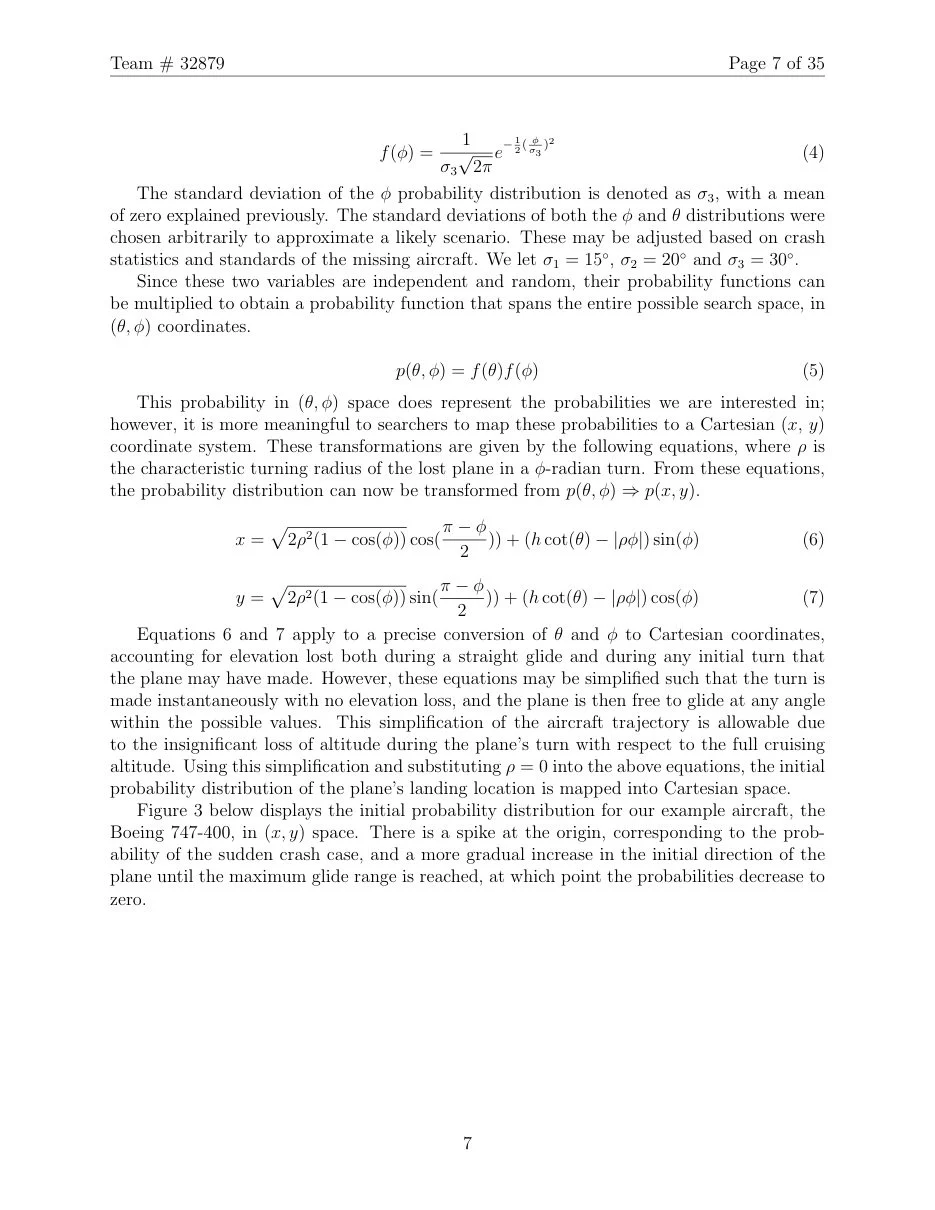 Team # 32879 Page 7 of 35
f(φ) = 1/(σ₃√2π) e^{−½(φ/σ₃)²} (4)
The standard deviation of the φ probability distribution is denoted as σ₃, with a mean
of zero explained previously. The standard deviations of both the φ and θ distributions were
chosen arbitrarily to approximate a likely scenario. These may be adjusted based on crash
statistics and standards of the missing aircraft. We let σ₁ = 15°, σ₂ = 20° and σ₃ = 30°.
Since these two variables are independent and random, their probability functions can
be multiplied to obtain a probability function that spans the entire possible search space, in
(θ, φ) coordinates.
p(θ, φ) = f(θ)f(φ) (5)
This probability in (θ, φ) space does represent the probabilities we are interested in;
however, it is more meaningful to searchers to map these probabilities to a Cartesian (x, y)
coordinate system. These transformations are given by the following equations, where ρ is
the characteristic turning radius of the lost plane in a φ-radian turn. From these equations,
the probability distribution can now be transformed from p(θ, φ) ⇒ p(x, y).
x = √(2ρ²(1 − cos(φ))) cos((π − φ)/2)) + (h cot(θ) − |ρφ|) sin(φ) (6)
y = √(2ρ²(1 − cos(φ))) sin((π − φ)/2)) + (h cot(θ) − |ρφ|) cos(φ) (7)
Equations 6 and 7 apply to a precise conversion of θ and φ to Cartesian coordinates,
accounting for elevation lost both during a straight glide and during any initial turn that
the plane may have made. However, these equations may be simplified such that the turn is
made instantaneously with no elevation loss, and the plane is then free to glide at any angle
within the possible values. This simplification of the aircraft trajectory is allowable due
to the insignificant loss of altitude during the plane's turn with respect to the full cruising
altitude. Using this simplification and substituting ρ = 0 into the above equations, the initial
probability distribution of the plane's landing location is mapped into Cartesian space.
Figure 3 below displays the initial probability distribution for our example aircraft, the
Boeing 747-400, in (x, y) space. There is a spike at the origin, corresponding to the prob-
ability of the sudden crash case, and a more gradual increase in the initial direction of the
plane until the maximum glide range is reached, at which point the probabilities decrease to
zero.
7